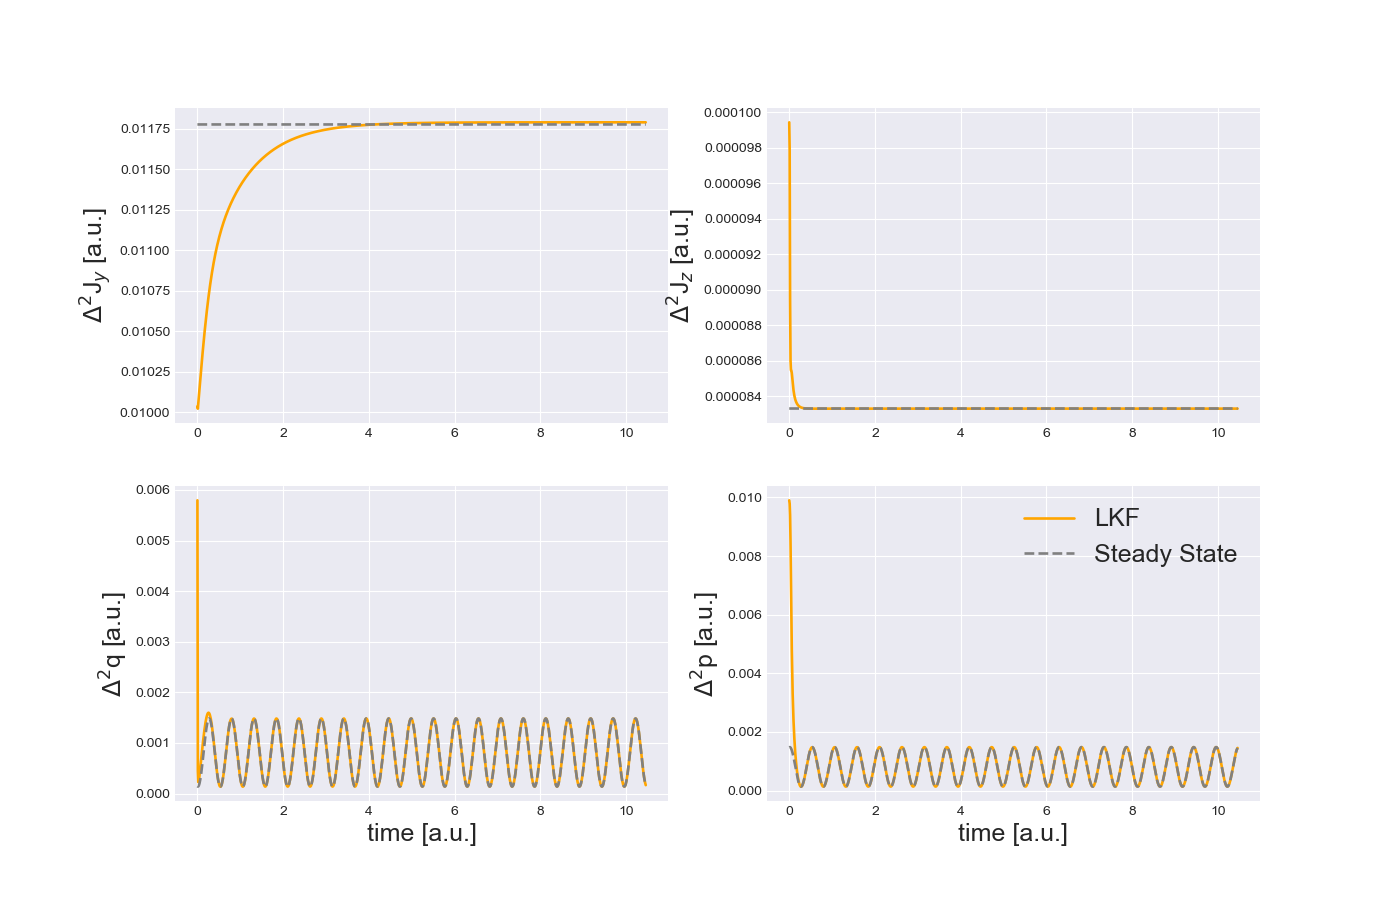 Δ²Jy [a.u.]
0.01175
0.01150
0.01125
0.01100
0.01075
0.01050
0.01025
0.01000
0 2 4 6 8 10
Δ²Jz [a.u.]
0.000100
0.000098
0.000096
0.000094
0.000092
0.000090
0.000088
0.000086
0.000084
0 2 4 6 8 10
Δ²q [a.u.]
0.006
0.005
0.004
0.003
0.002
0.001
0.000
0 2 4 6 8 10
time [a.u.]
Δ²p [a.u.]
0.010
0.008
0.006
0.004
0.002
0.000
LKF
Steady State
0 2 4 6 8 10
time [a.u.]